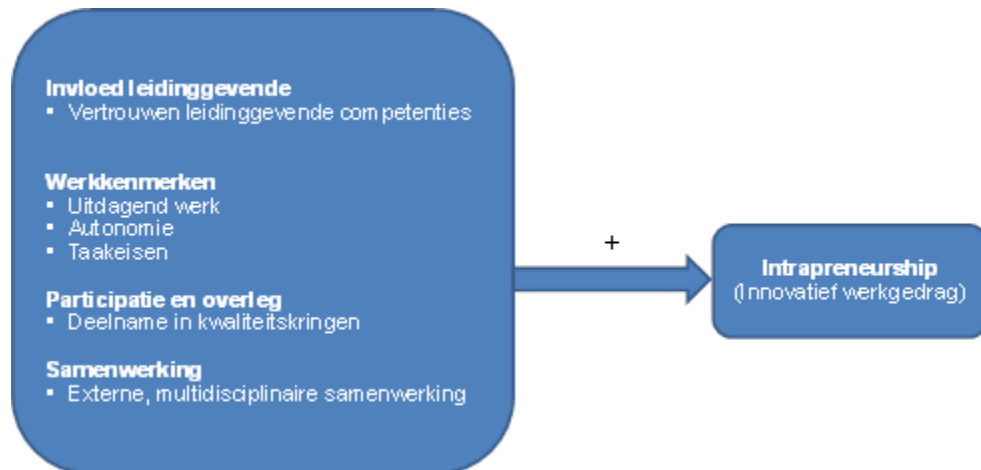 Invloed leidinggevende
▪ Vertrouwen leidinggevende competenties
Werkkenmerken
▪ Uitdagend werk
▪ Autonomie
▪ Taakeisen
Participatie en overleg
▪ Deelname in kwaliteitskringen
Samenwerking
▪ Externe, multidisciplinaire samenwerking
+
Intrapreneurship
(Innovatief werkgedrag)